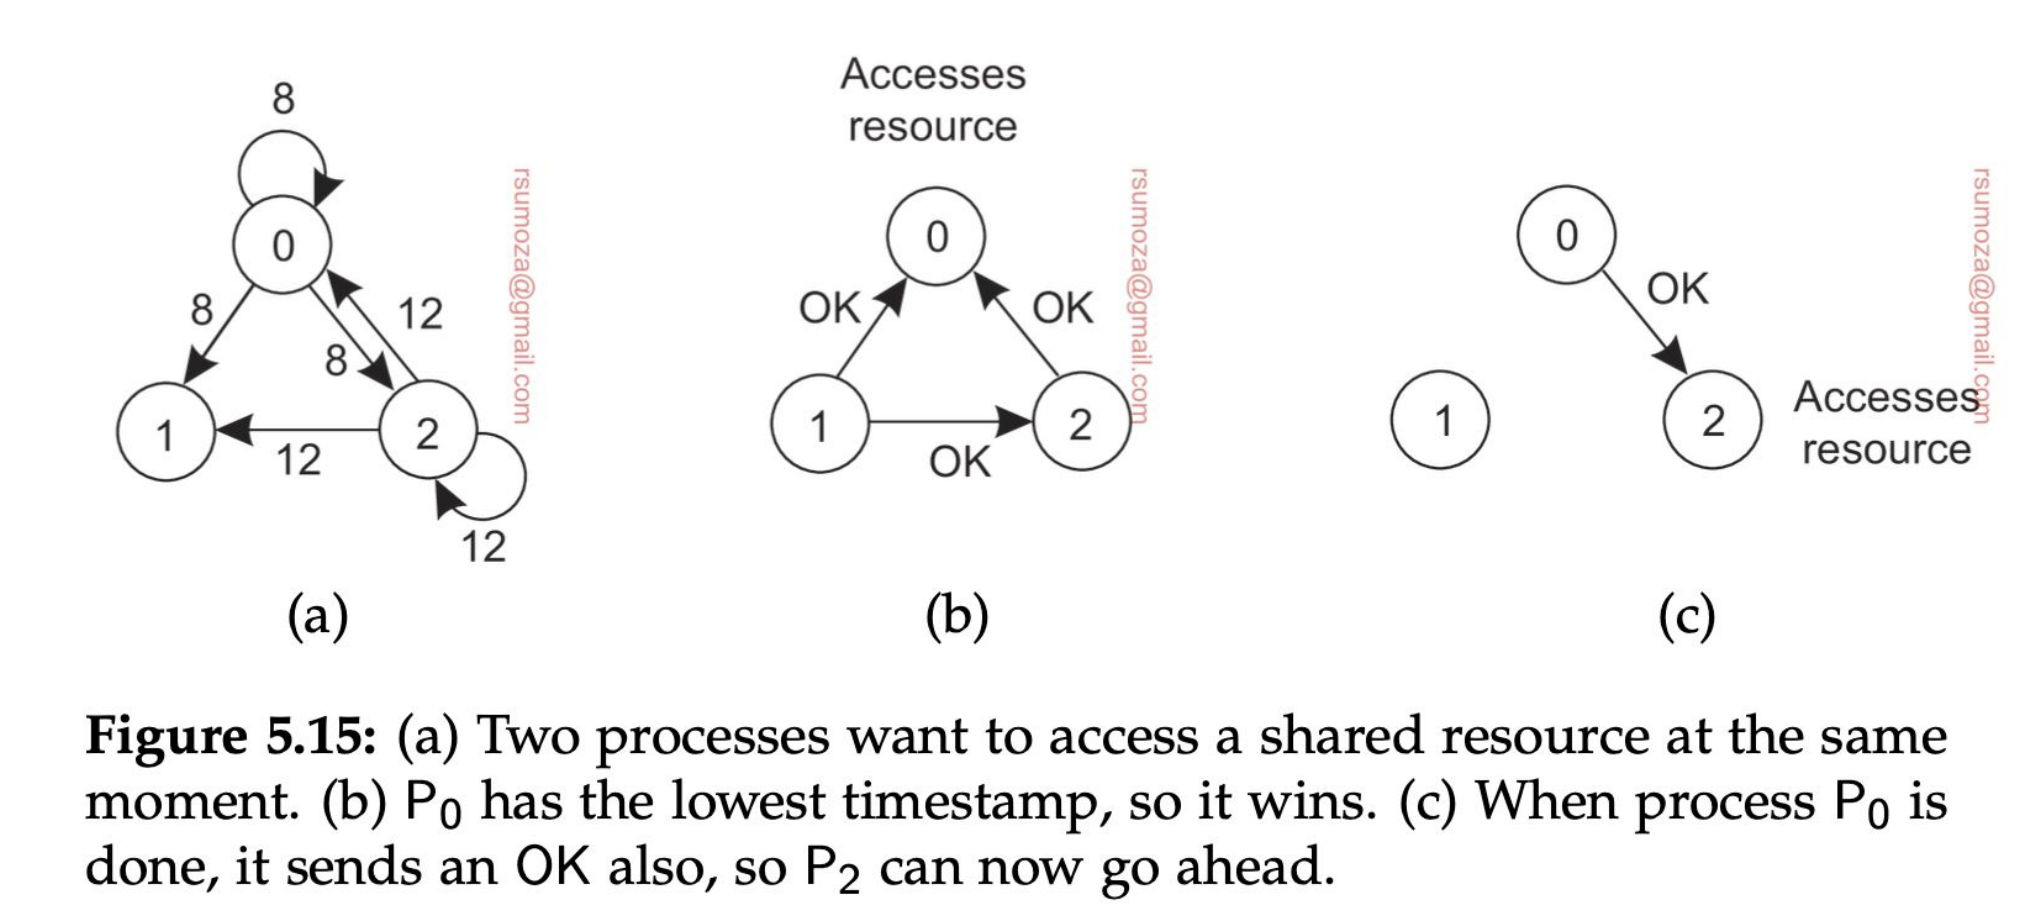 8
0
8
12
8
1
2
12
12
(a)
rsumoza@gmail.com
Accesses
resource
0
OK
OK
1
2
OK
(b)
rsumoza@gmail.com
0
OK
1
2
Accesses
resource
(c)
rsumoza@gmail.com
Figure 5.15: (a) Two processes want to access a shared resource at the same
moment. (b) P0 has the lowest timestamp, so it wins. (c) When process P0 is
done, it sends an OK also, so P2 can now go ahead.